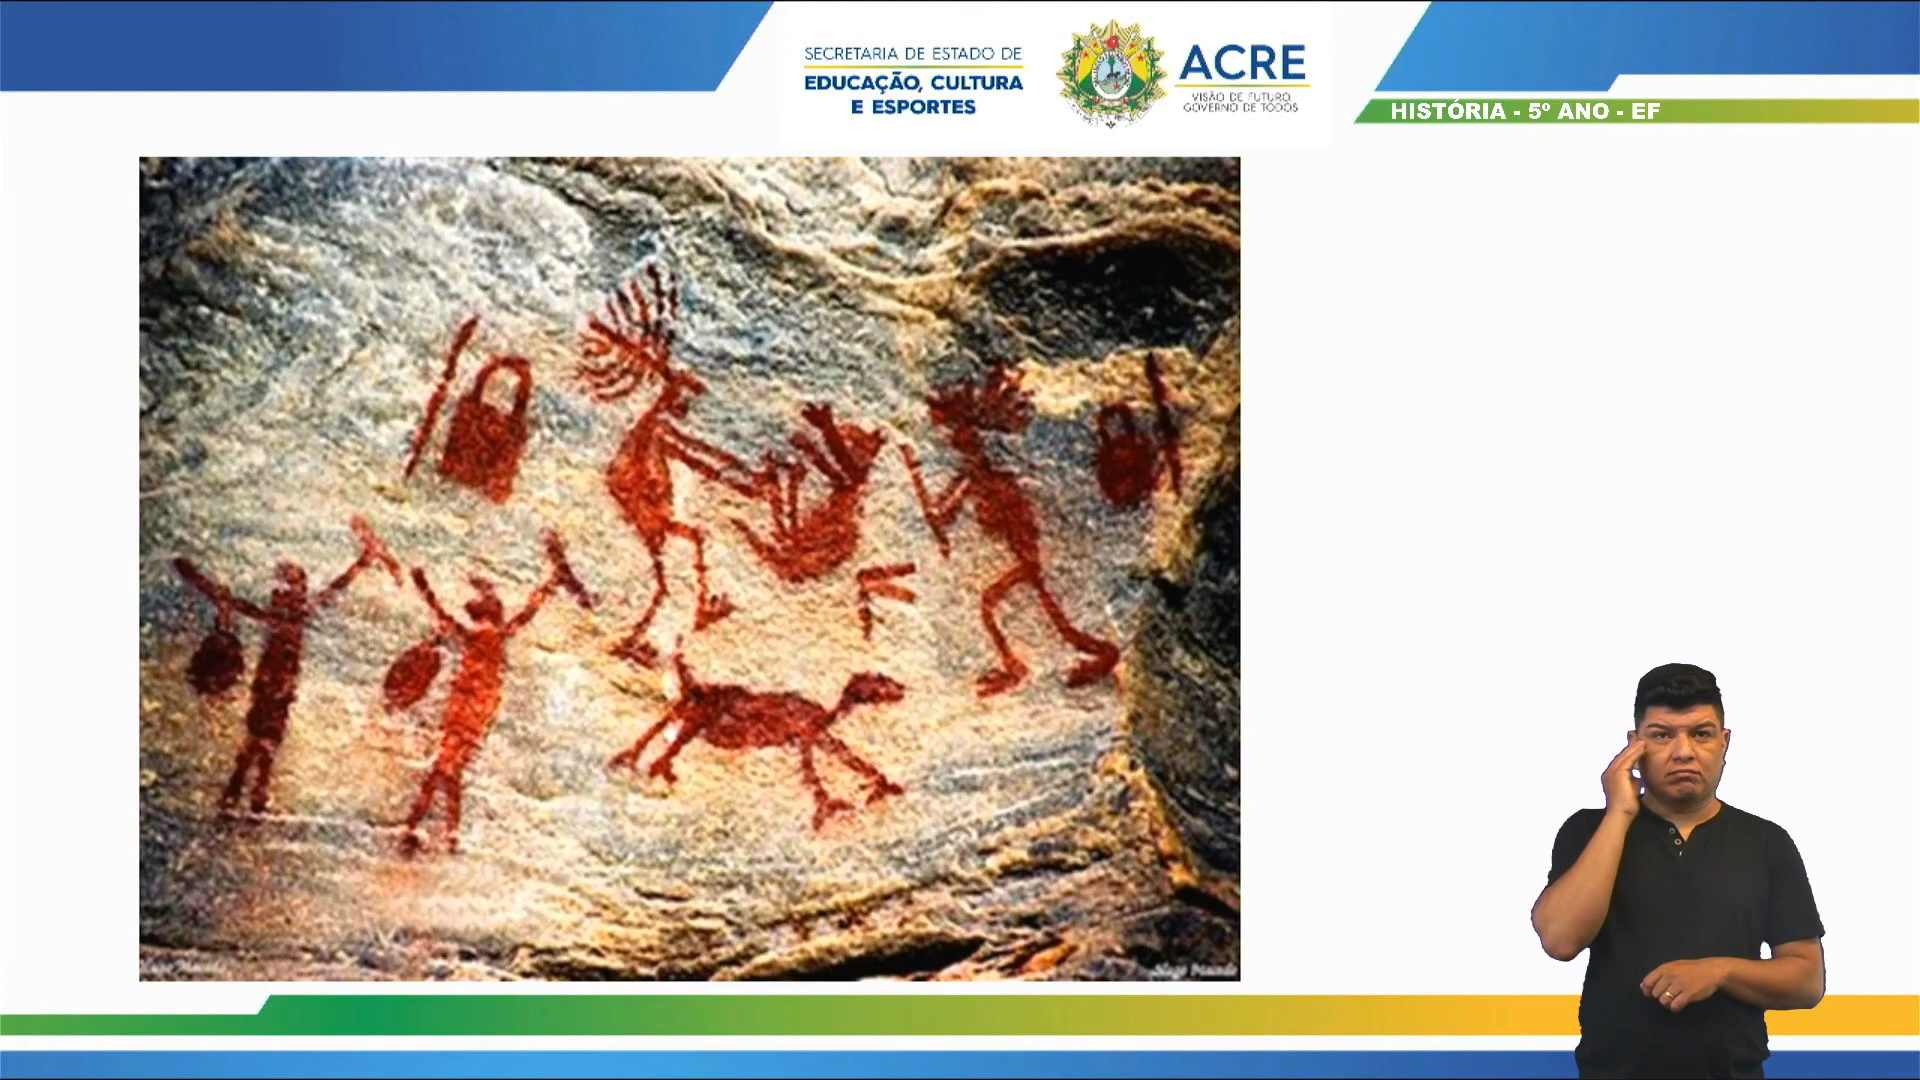 SECRETARIA DE ESTADO DE
EDUCAÇÃO, CULTURA
E ESPORTES
ACRE
VISÃO DE FUTURO,
GOVERNO DE TODOS
HISTÓRIA - 5º ANO - EF